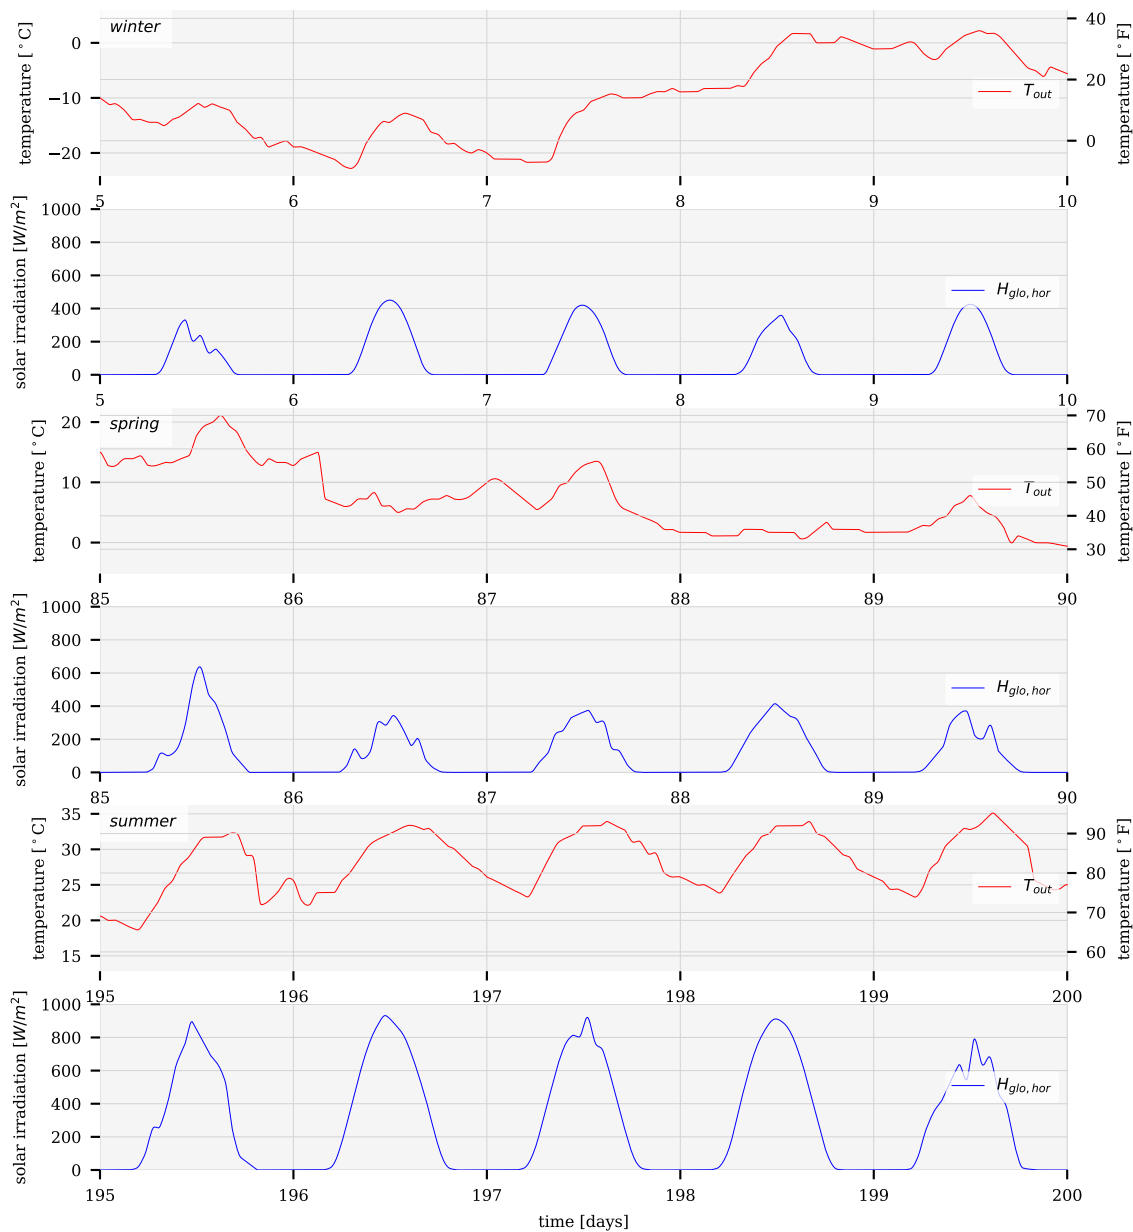 winter
temperature [°C]
0
−10
−20
40
20
0
temperature [°F]
T_out
5 6 7 8 9 10
solar irradiation [W/m²]
1000
800
600
400
200
0
H_glo,hor
5 6 7 8 9 10
spring
temperature [°C]
20
10
0
70
60
50
40
30
temperature [°F]
T_out
85 86 87 88 89 90
solar irradiation [W/m²]
1000
800
600
400
200
0
H_glo,hor
85 86 87 88 89 90
summer
temperature [°C]
35
30
25
20
15
90
80
70
60
temperature [°F]
T_out
195 196 197 198 199 200
solar irradiation [W/m²]
1000
800
600
400
200
0
H_glo,hor
195 196 197 198 199 200
time [days]